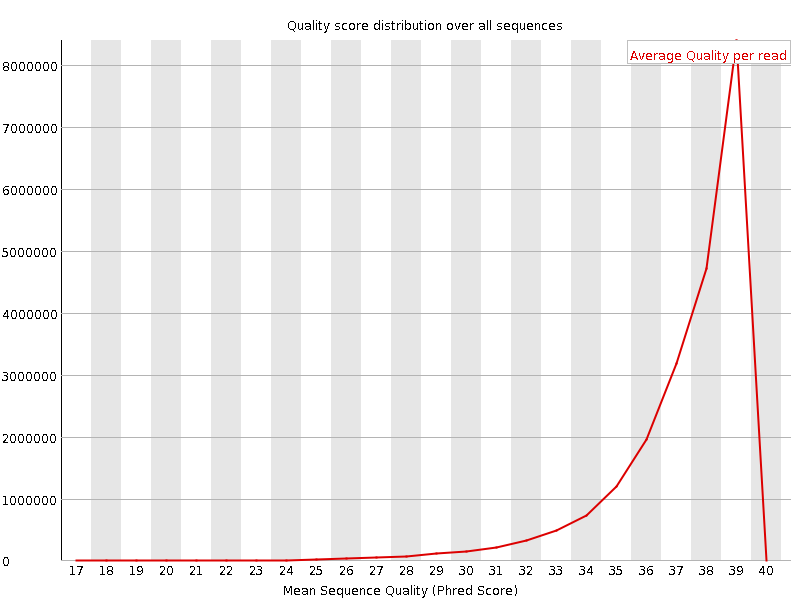 Quality score distribution over all sequences
Average Quality per read
8000000
7000000
6000000
5000000
4000000
3000000
2000000
1000000
0
17 18 19 20 21 22 23 24 25 26 27 28 29 30 31 32 33 34 35 36 37 38 39 40
Mean Sequence Quality (Phred Score)